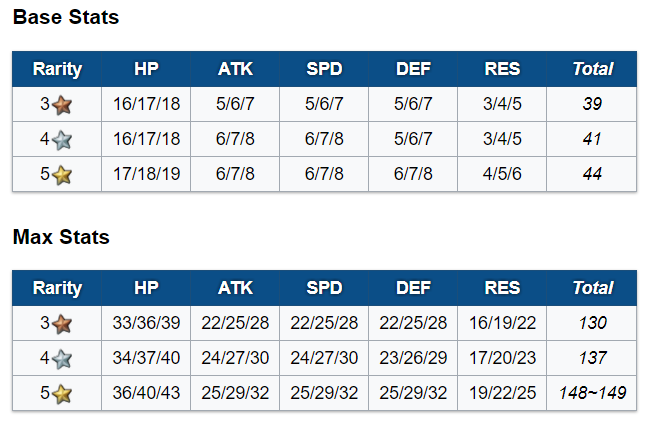 Base Stats
Rarity HP ATK SPD DEF RES Total
3 16/17/18 5/6/7 5/6/7 5/6/7 3/4/5 39
4 16/17/18 6/7/8 6/7/8 5/6/7 3/4/5 41
5 17/18/19 6/7/8 6/7/8 6/7/8 4/5/6 44
Max Stats
Rarity HP ATK SPD DEF RES Total
3 33/36/39 22/25/28 22/25/28 22/25/28 16/19/22 130
4 34/37/40 24/27/30 24/27/30 23/26/29 17/20/23 137
5 36/40/43 25/29/32 25/29/32 25/29/32 19/22/25 148~149